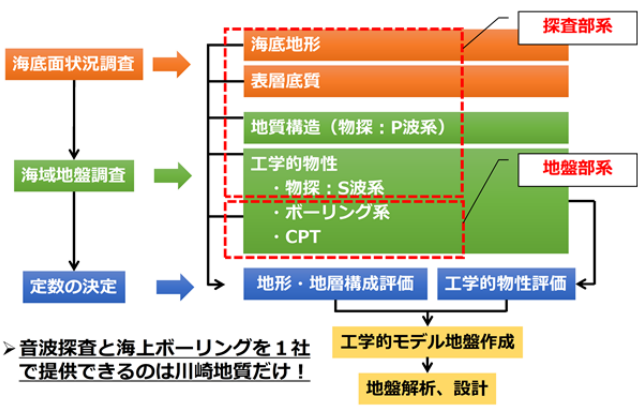 探査部系
海底地形
海底面状況調査
表層底質
地質構造（物探：P波系）
工学的物性
・物探：S波系
地盤部系
海域地盤調査
・ボーリング系
・CPT
定数の決定
地形・地層構成評価
工学的物性評価
工学的モデル地盤作成
地盤解析、設計
➢音波探査と海上ボーリングを１社
で提供できるのは川崎地質だけ！